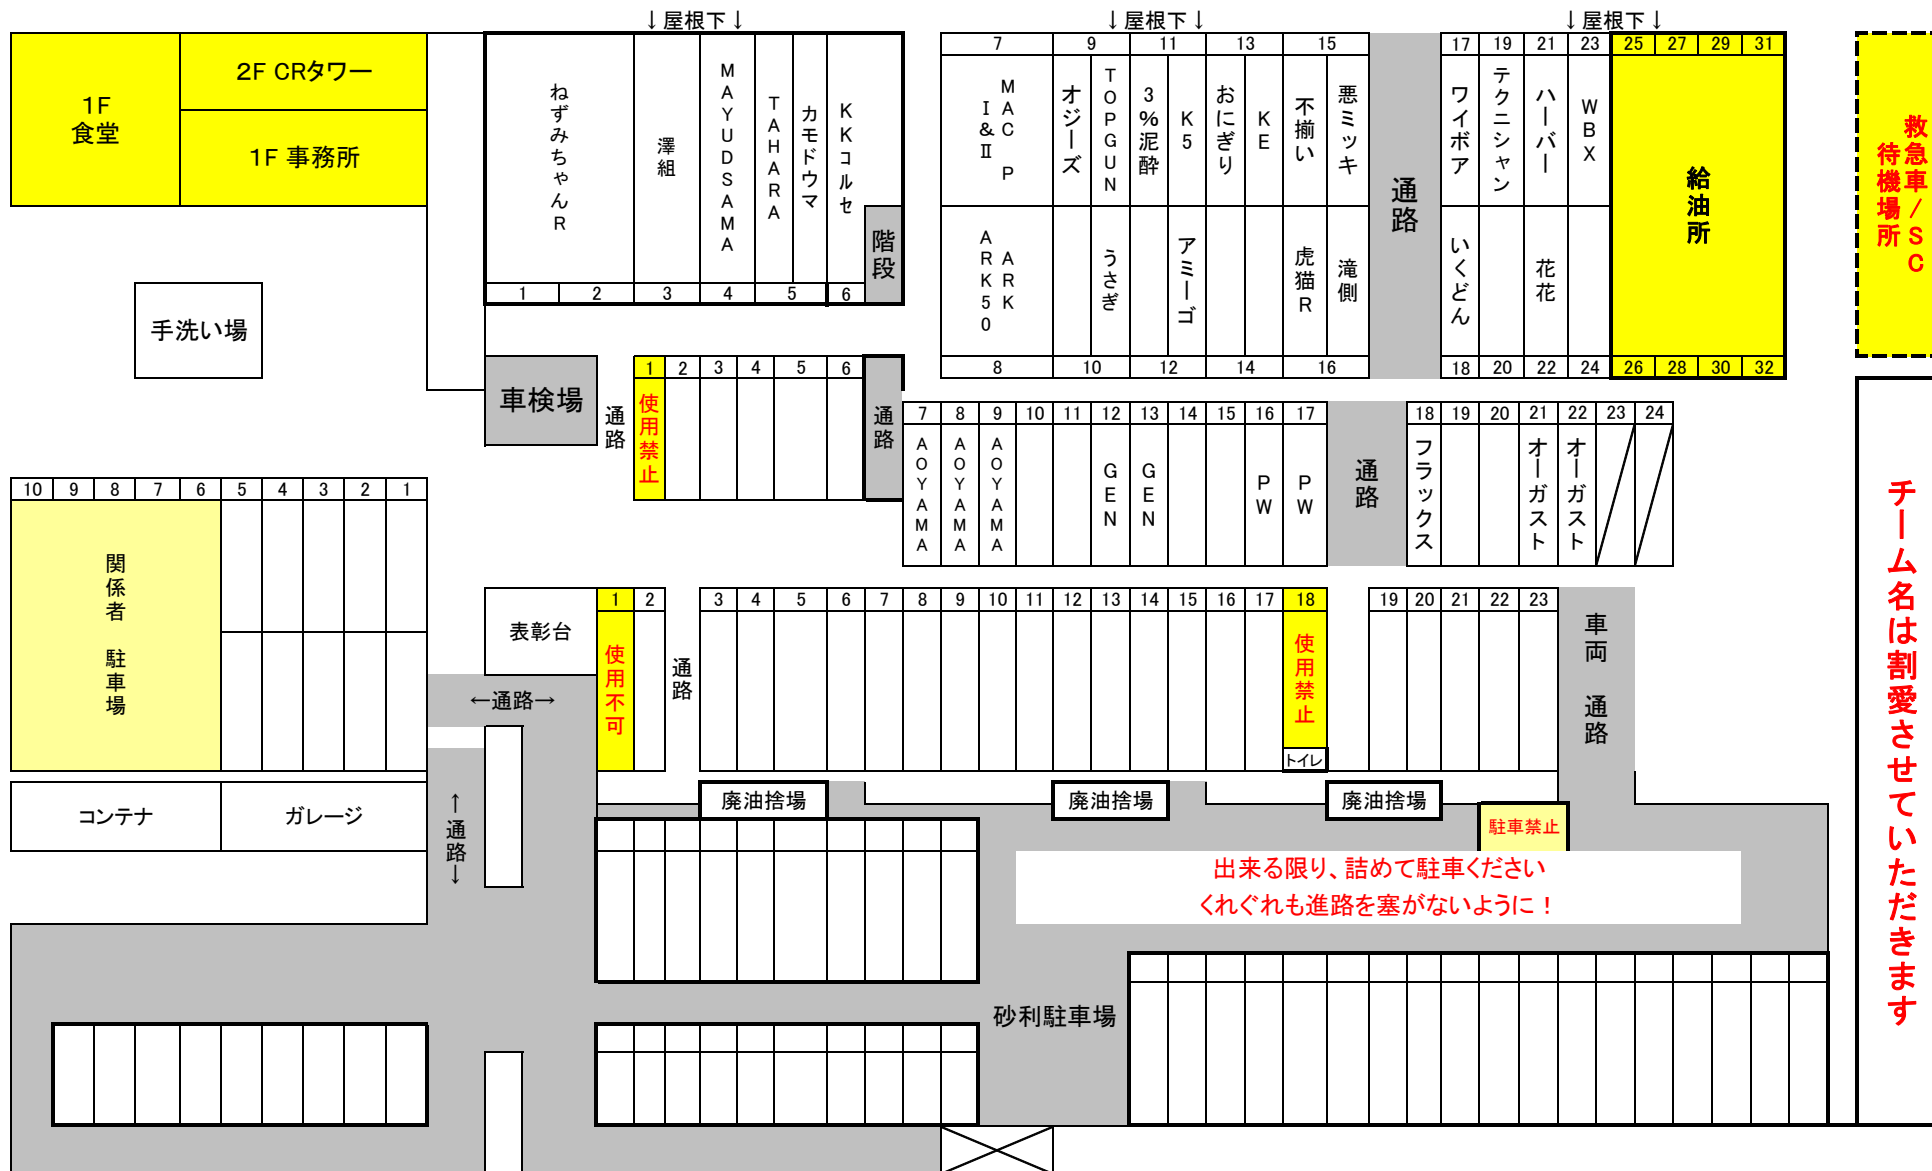 ↓屋根下↓
↓屋根下↓
↓屋根下↓
1F
食堂
2F CRタワー
1F 事務所
手洗い場
ねずみちゃんR
澤組
MAYUDSAMA
TAHARA
カモドウマ
KKコルセ
階段
1 2 3 4 5 6
7 9 11 13 15
MAC P
I&Ⅱ
オジーズ
TOPGUN
3%泥酔
K5
おにぎり
KE
不揃い
悪ミッキ
ARK
ARK50
うさぎ
アミーゴ
虎猫R
滝側
8 10 12 14 16
通路
17 19 21 23 25 27 29 31
ワイボア
テクニシャン
ハーバー
WBX
いくどん
花花
給油所
18 20 22 24 26 28 30 32
救急車/SC
待機場所
車検場
通路
1 2 3 4 5 6
使用禁止
通路
7 8 9 10 11 12 13 14 15 16 17
AOYAMA
AOYAMA
AOYAMA
GEN
GEN
PW
PW
通路
18 19 20 21 22 23 24
フラックス
オーガスト
オーガスト
10 9 8 7 6 5 4 3 2 1
関係者 駐車場
コンテナ
ガレージ
表彰台
←通路→
↑通路↓
1 2
使用不可
通路
3 4 5 6 7 8 9 10 11 12 13 14 15 16 17 18
使用禁止
トイレ
19 20 21 22 23
車両 通路
廃油捨場
廃油捨場
廃油捨場
駐車禁止
出来る限り、詰めて駐車ください
くれぐれも進路を塞がないように！
砂利駐車場
チーム名は割愛させていただきます